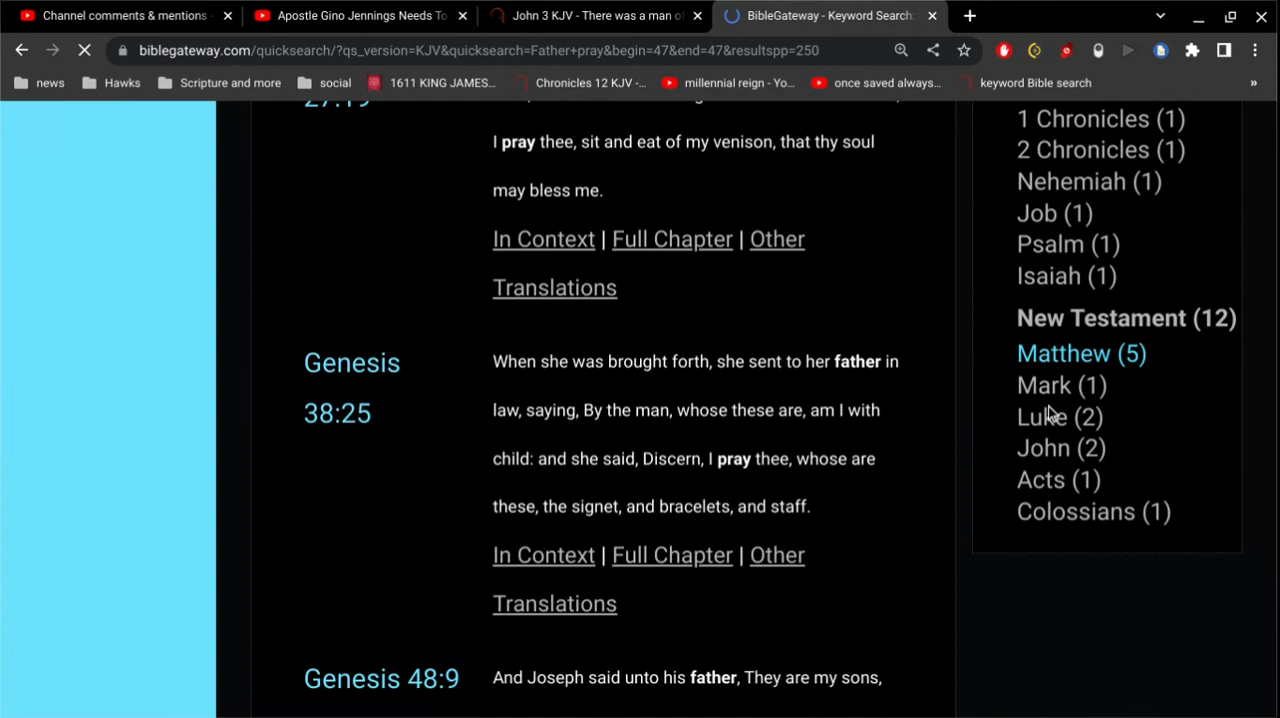 Channel comments & mentions -
Apostle Gino Jennings Needs To
John 3 KJV - There was a man of
BibleGateway - Keyword Search:
biblegateway.com/quicksearch/?qs_version=KJV&quicksearch=Father+pray&begin=47&end=47&resultspp=250
news
Hawks
Scripture and more
social
1611 KING JAMES...
Chronicles 12 KJV -...
millennial reign - Yo...
once saved always...
keyword Bible search
»
27:19
I pray thee, sit and eat of my venison, that thy soul
may bless me.
In Context | Full Chapter | Other
Translations
Genesis
38:25
When she was brought forth, she sent to her father in
law, saying, By the man, whose these are, am I with
child: and she said, Discern, I pray thee, whose are
these, the signet, and bracelets, and staff.
In Context | Full Chapter | Other
Translations
Genesis 48:9
And Joseph said unto his father, They are my sons,
1 Chronicles (1)
2 Chronicles (1)
Nehemiah (1)
Job (1)
Psalm (1)
Isaiah (1)
New Testament (12)
Matthew (5)
Mark (1)
Luke (2)
John (2)
Acts (1)
Colossians (1)